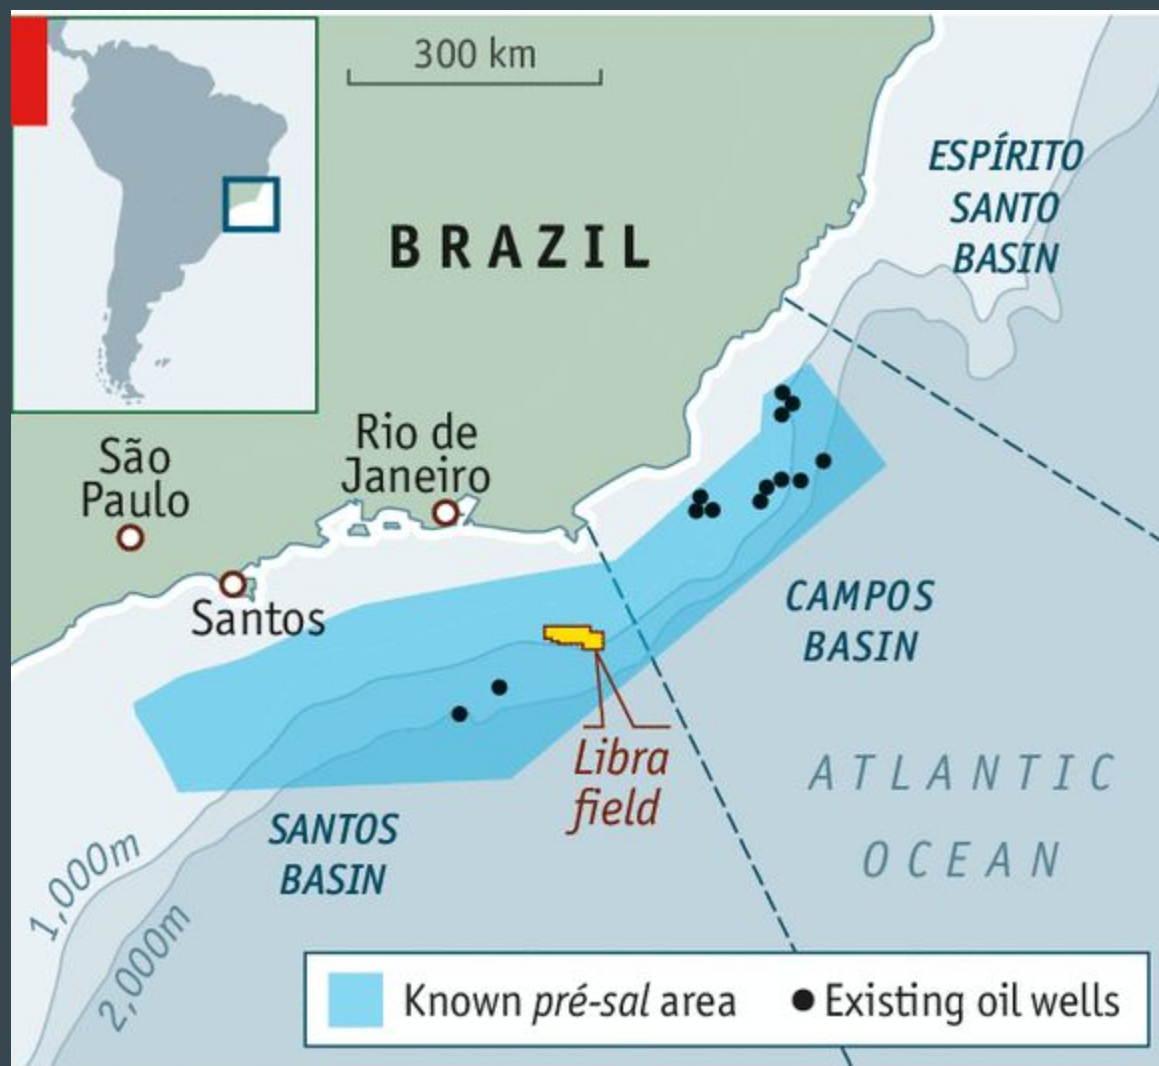 300 km
ESPÍRITO
SANTO
BASIN
BRAZIL
São
Paulo
Rio de
Janeiro
Santos
CAMPOS
BASIN
Libra
field
ATLANTIC
OCEAN
SANTOS
BASIN
1,000m
2,000m
Known pré-sal area
Existing oil wells